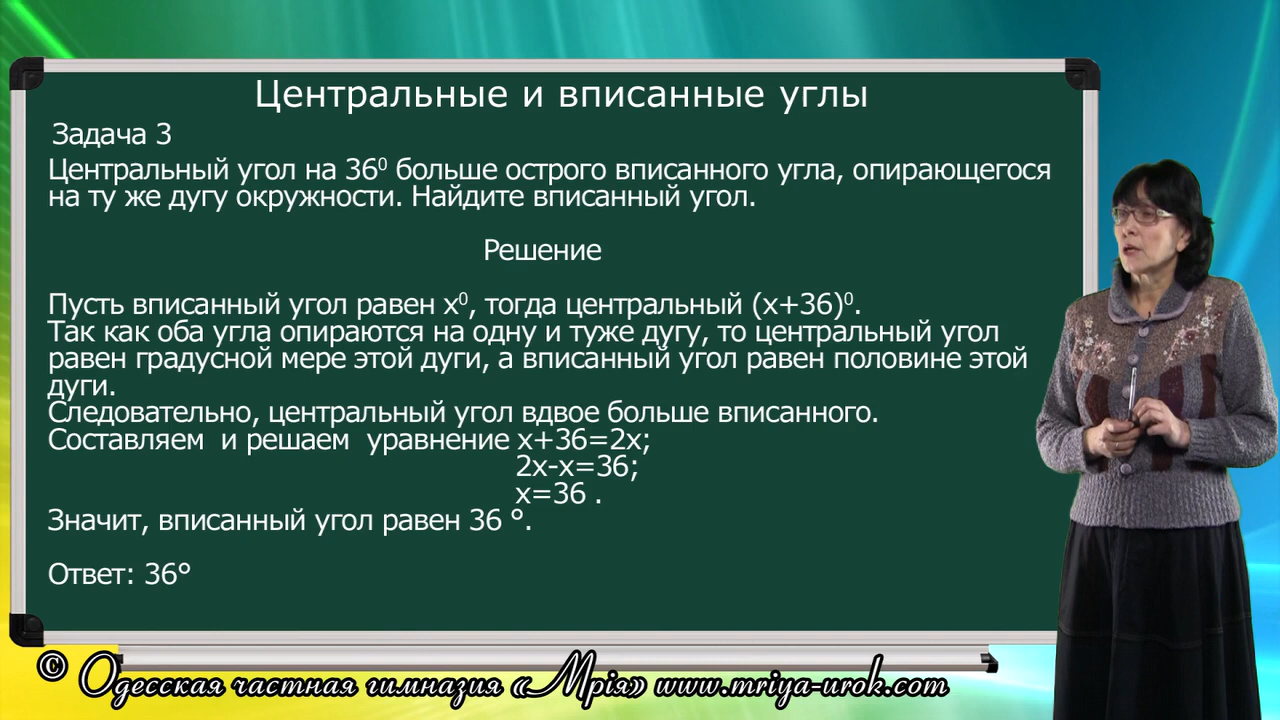 Центральные и вписанные углы
Задача 3
Центральный угол на 36⁰ больше острого вписанного угла, опирающегося
на ту же дугу окружности. Найдите вписанный угол.
Решение
Пусть вписанный угол равен х⁰, тогда центральный (х+36)⁰.
Так как оба угла опираются на одну и туже дугу, то центральный угол
равен градусной мере этой дуги, а вписанный угол равен половине этой
дуги.
Следовательно, центральный угол вдвое больше вписанного.
Составляем  и решаем  уравнение х+36=2х;
2х-х=36;
х=36 .
Значит, вписанный угол равен 36 °.
Ответ: 36°
© Одесская частная гимназия «Мрія» www.mriya-urok.com